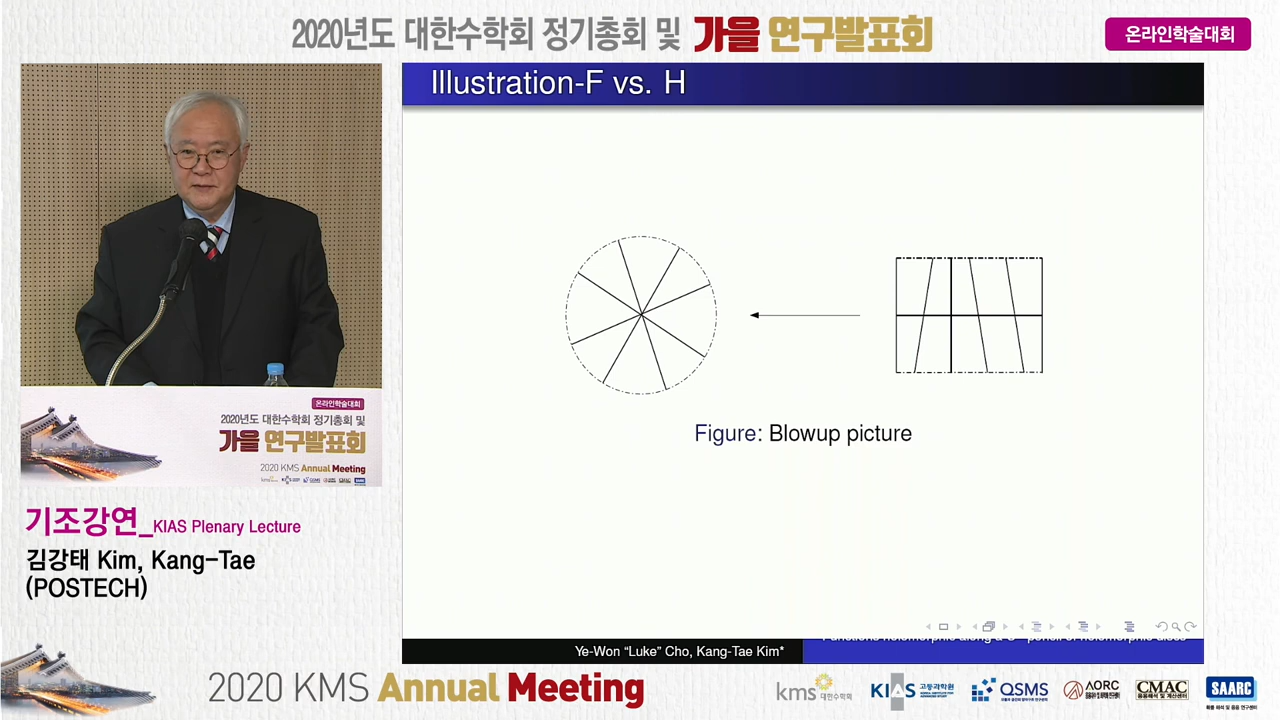 2020년도 대한수학회 정기총회 및 가을 연구발표회
온라인학술대회
Illustration-F vs. H
Figure: Blowup picture
온라인학술대회
2020년도 대한수학회 정기총회 및
가을 연구발표회
2020 KMS Annual Meeting
기조강연_KIAS Plenary Lecture
김강태 Kim, Kang-Tae
(POSTECH)
Ye-Won “Luke” Cho, Kang-Tae Kim*
2020 KMS Annual Meeting
kms 대한수학회
KIAS 고등과학원
QSMS
AORC
CMAC
SAARC